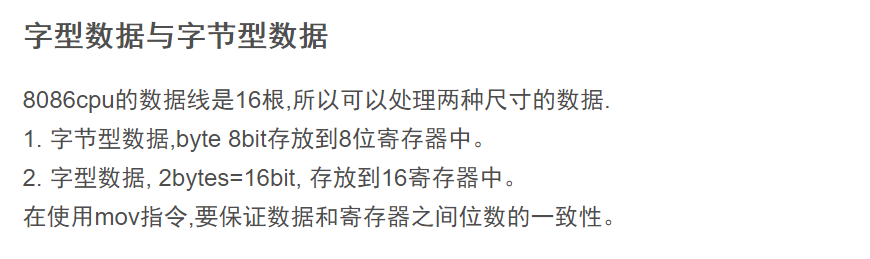 字型数据与字节型数据
8086cpu的数据线是16根,所以可以处理两种尺寸的数据.
1. 字节型数据,byte 8bit存放到8位寄存器中。
2. 字型数据, 2bytes=16bit, 存放到16寄存器中。
在使用mov指令,要保证数据和寄存器之间位数的一致性。